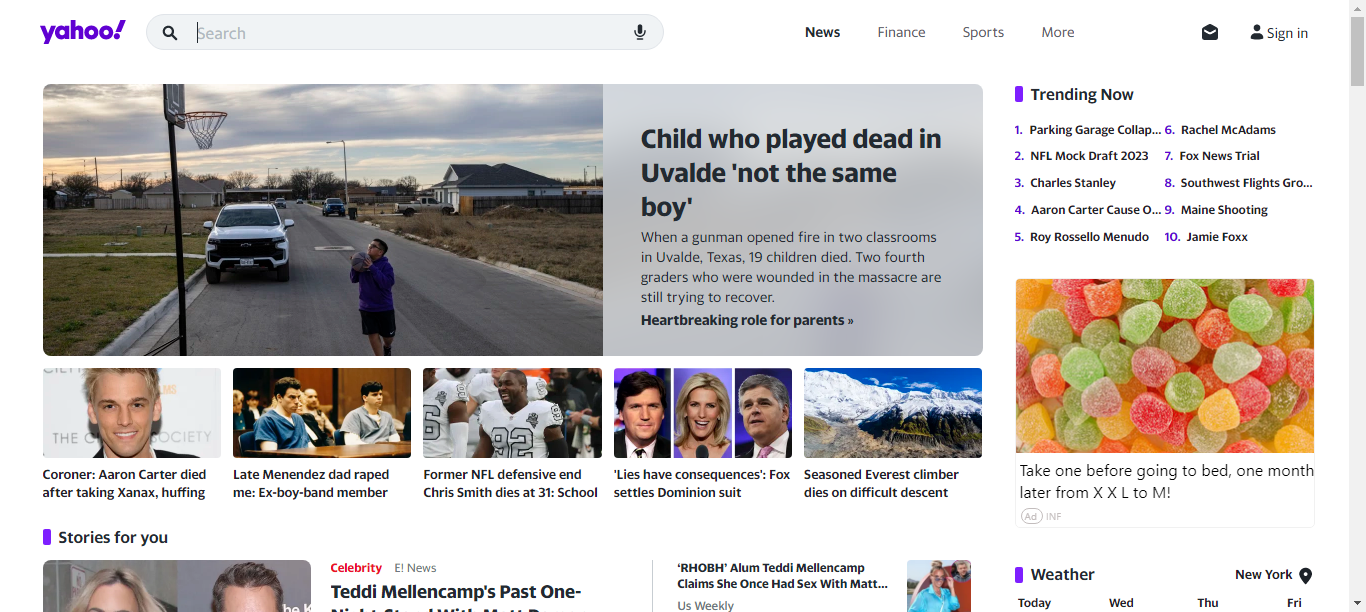 yahoo!
Search
News
Finance
Sports
More
Sign in
Child who played dead in
Uvalde 'not the same
boy'
When a gunman opened fire in two classrooms
in Uvalde, Texas, 19 children died. Two fourth
graders who were wounded in the massacre are
still trying to recover.
Heartbreaking role for parents »
THE C SOCIETY
Coroner: Aaron Carter died
after taking Xanax, huffing
Late Menendez dad raped
me: Ex-boy-band member
92
Former NFL defensive end
Chris Smith dies at 31: School
'Lies have consequences': Fox
settles Dominion suit
Seasoned Everest climber
dies on difficult descent
Stories for you
Celebrity
E! News
Teddi Mellencamp's Past One-
‘RHOBH’ Alum Teddi Mellencamp
Claims She Once Had Sex With Matt...
Us Weekly
Trending Now
1. Parking Garage Collap...
2. NFL Mock Draft 2023
3. Charles Stanley
4. Aaron Carter Cause O...
5. Roy Rossello Menudo
6. Rachel McAdams
7. Fox News Trial
8. Southwest Flights Gro...
9. Maine Shooting
10. Jamie Foxx
Take one before going to bed, one month
later from X X L to M!
Ad INF
Weather
New York
Today
Wed
Thu
Fri